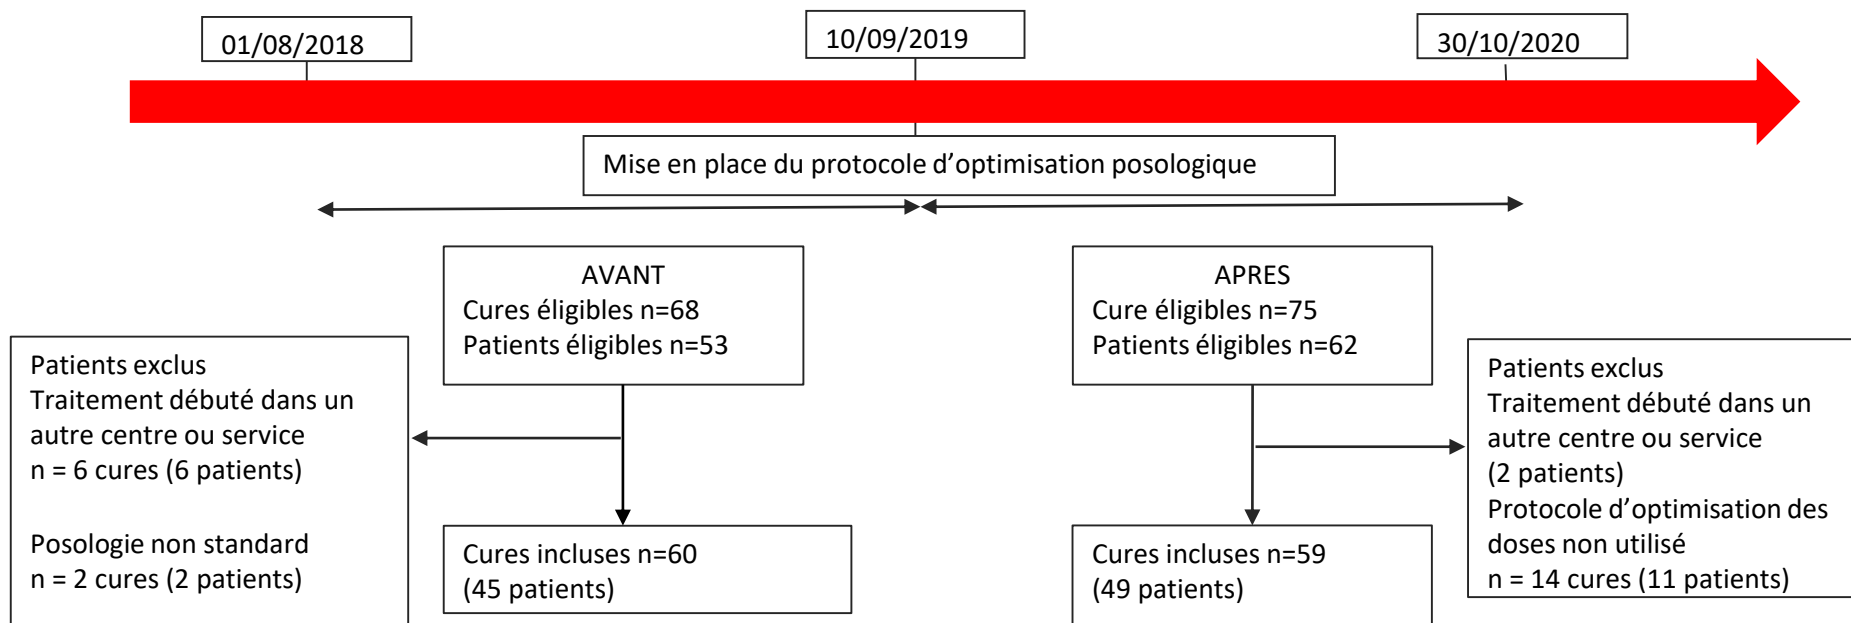 01/08/2018
10/09/2019
30/10/2020
Mise en place du protocole d’optimisation posologique
AVANT
Cures éligibles n=68
Patients éligibles n=53
APRES
Cure éligibles n=75
Patients éligibles n=62
Patients exclus
Traitement débuté dans un
autre centre ou service
n = 6 cures (6 patients)
Posologie non standard
n = 2 cures (2 patients)
Patients exclus
Traitement débuté dans un
autre centre ou service
(2 patients)
Protocole d’optimisation des
doses non utilisé
n = 14 cures (11 patients)
Cures incluses n=60
(45 patients)
Cures incluses n=59
(49 patients)